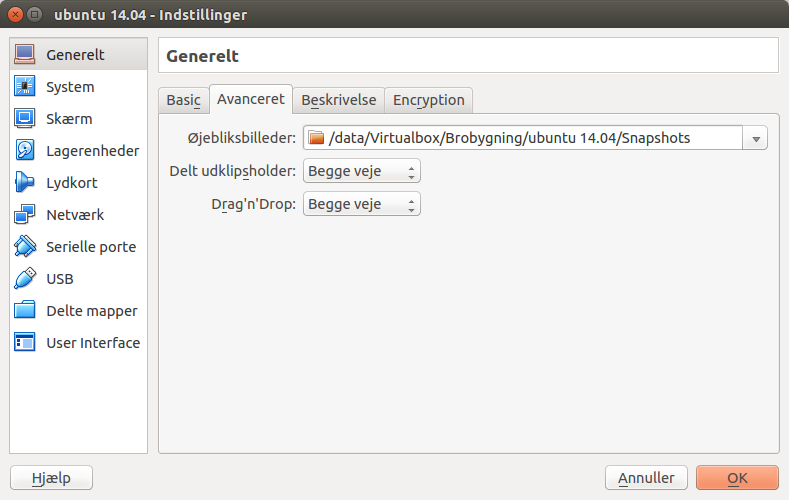 ubuntu 14.04 - Indstillinger
Generelt
System
Skærm
Lagerenheder
Lydkort
Netværk
Serielle porte
USB
Delte mapper
User Interface
Generelt
Basic Avanceret Beskrivelse Encryption
Øjebliksbilleder: /data/Virtualbox/Brobygning/ubuntu 14.04/Snapshots
Delt udklipsholder: Begge veje
Drag'n'Drop: Begge veje
Hjælp Annuller OK